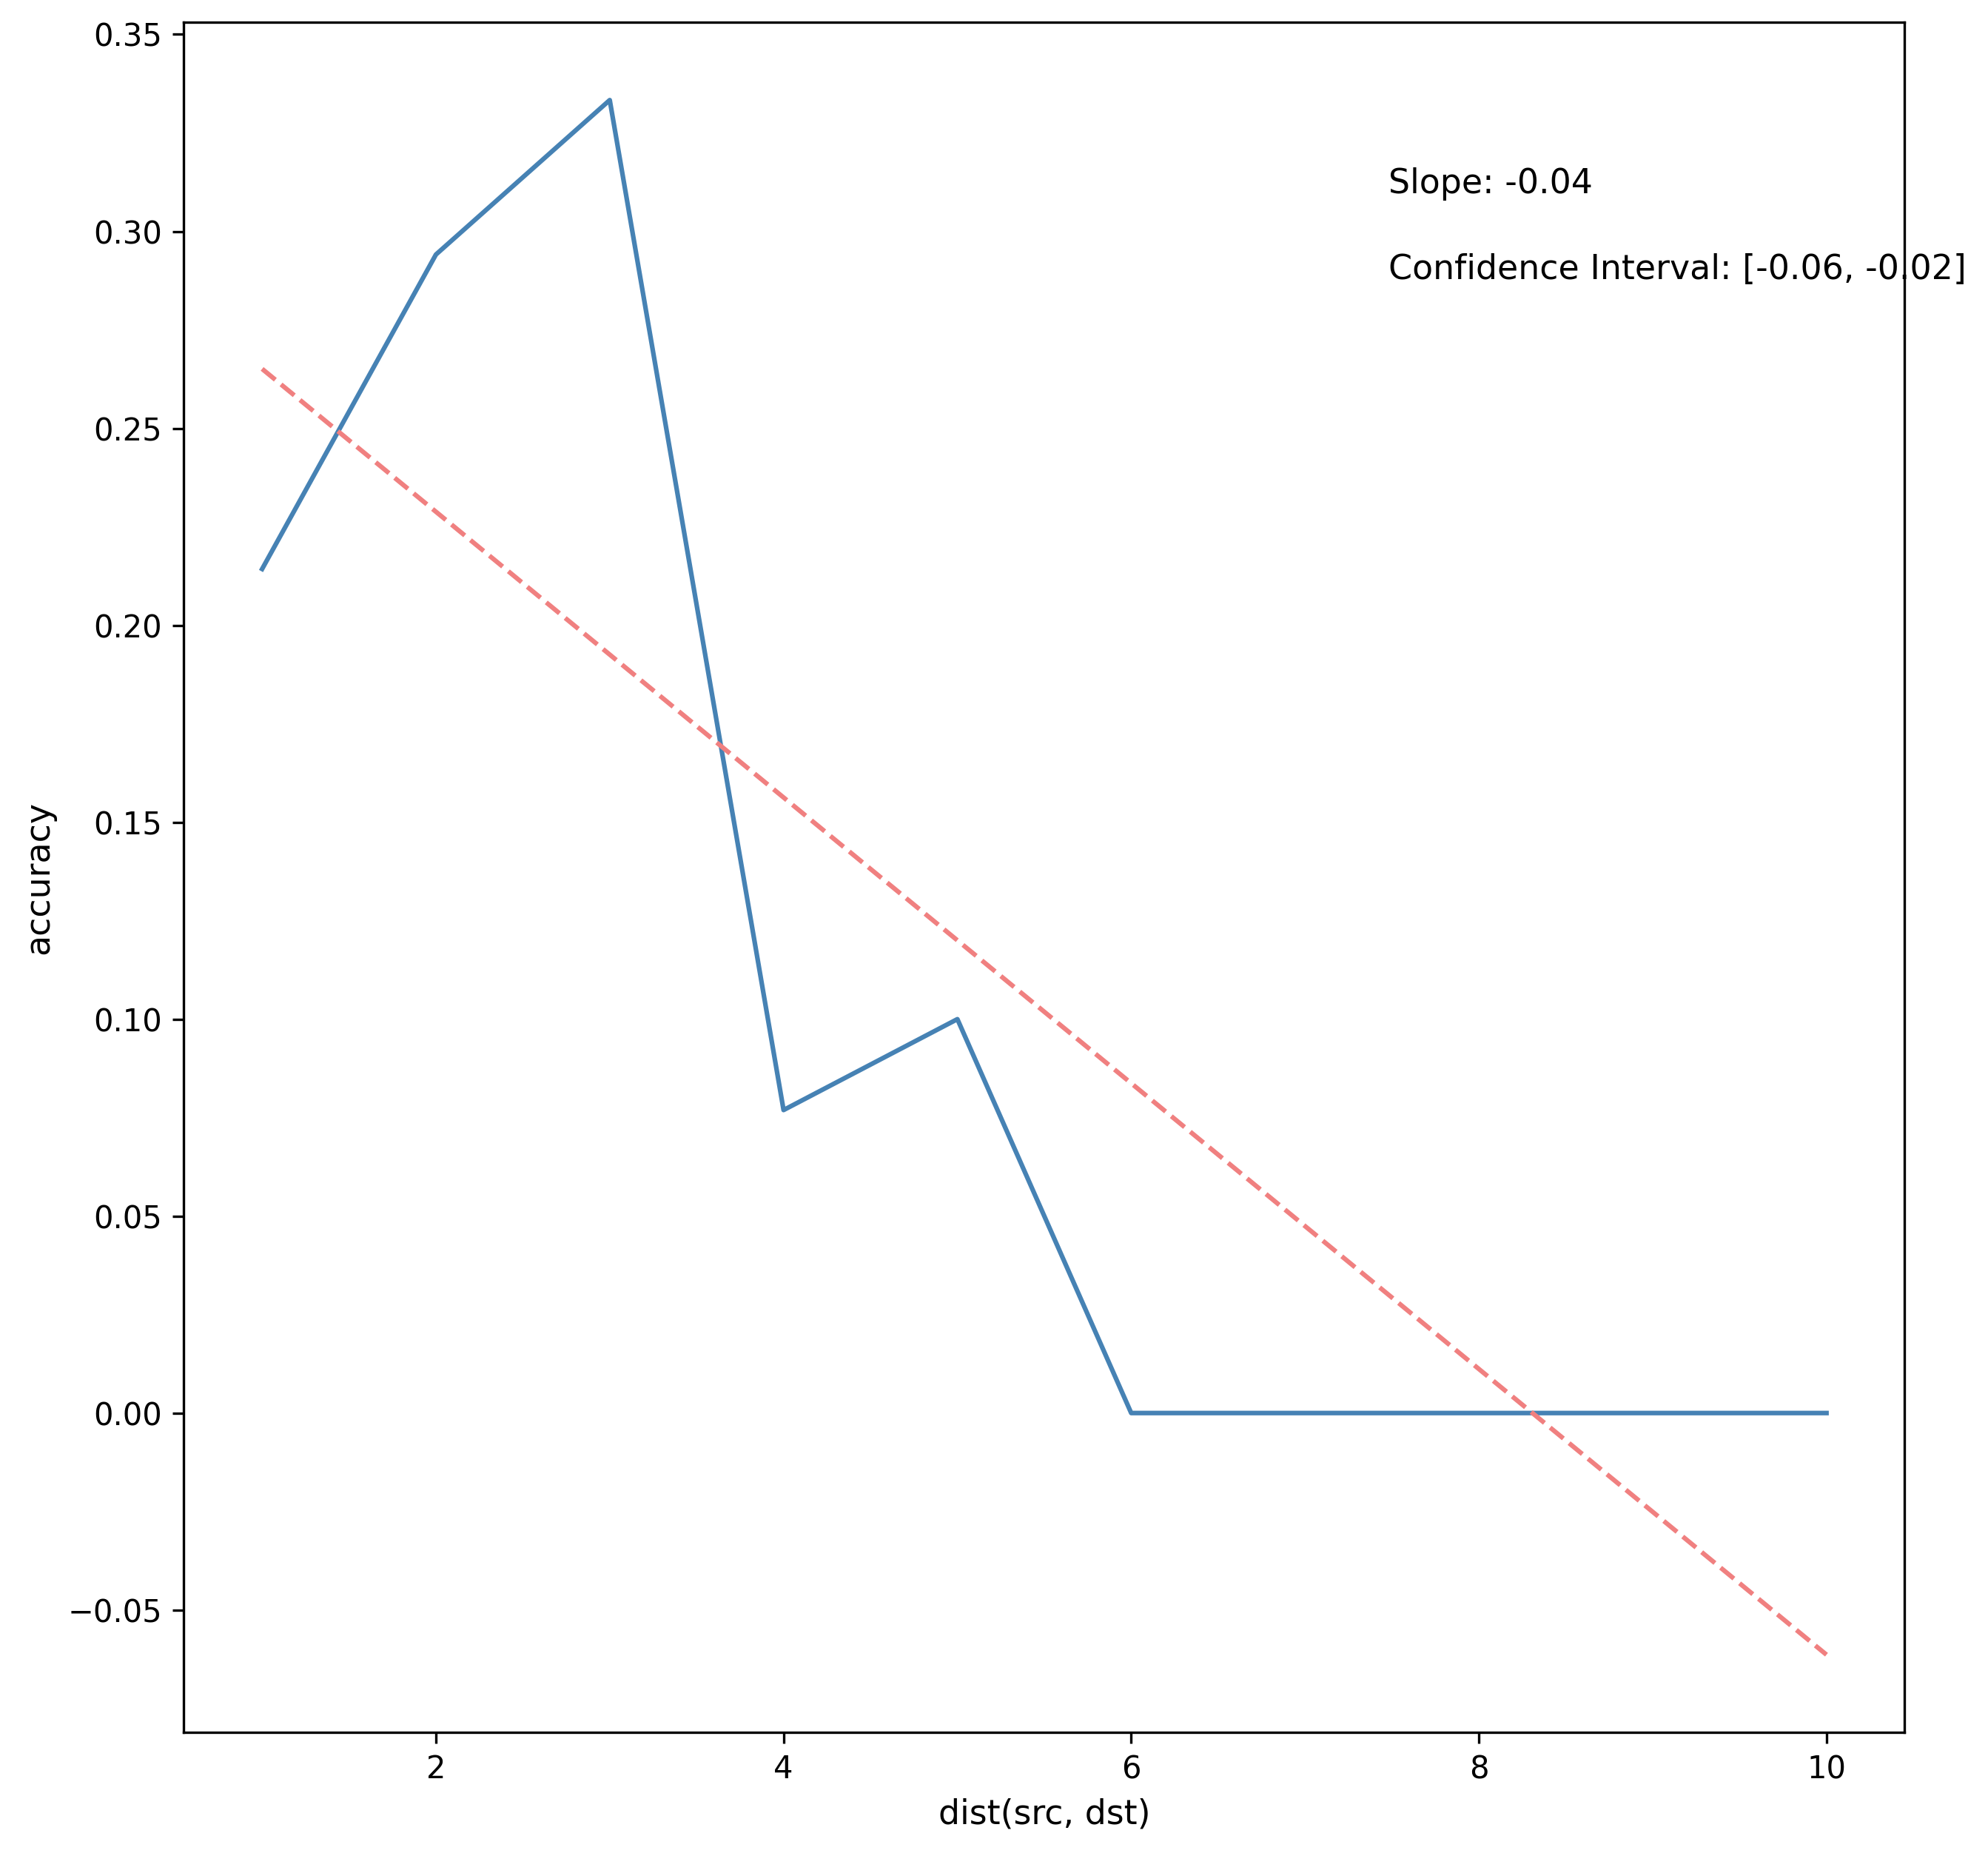 0.35
0.30
0.25
0.20
0.15
0.10
0.05
0.00
−0.05
accuracy
Slope: -0.04
Confidence Interval: [-0.06, -0.02]
2 4 6 8 10
dist(src, dst)